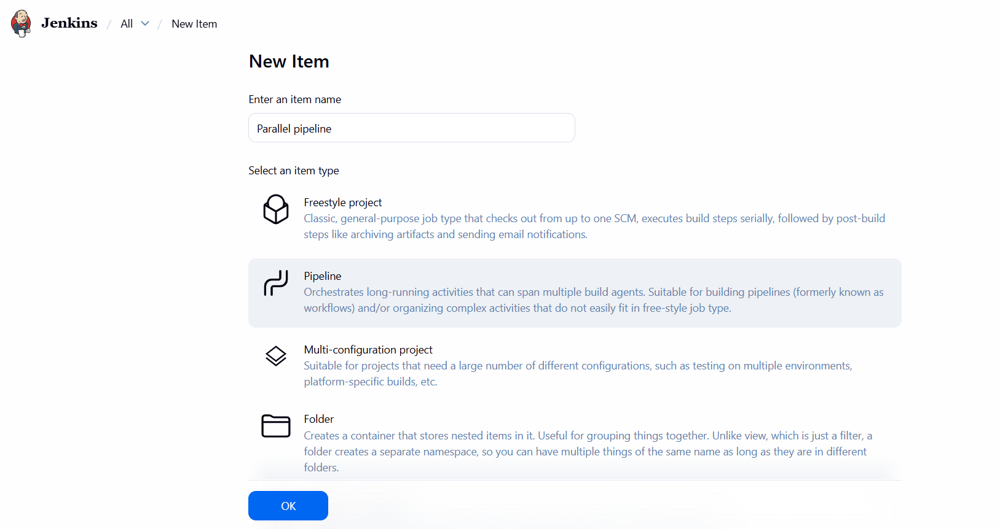 Jenkins / All / New Item
New Item
Enter an item name
Parallel pipeline
Select an item type
Freestyle project
Classic, general-purpose job type that checks out from up to one SCM, executes build steps serially, followed by post-build
steps like archiving artifacts and sending email notifications.
Pipeline
Orchestrates long-running activities that can span multiple build agents. Suitable for building pipelines (formerly known as
workflows) and/or organizing complex activities that do not easily fit in free-style job type.
Multi-configuration project
Suitable for projects that need a large number of different configurations, such as testing on multiple environments,
platform-specific builds, etc.
Folder
Creates a container that stores nested items in it. Useful for grouping things together. Unlike view, which is just a filter, a
folder creates a separate namespace, so you can have multiple things of the same name as long as they are in different
folders.
OK